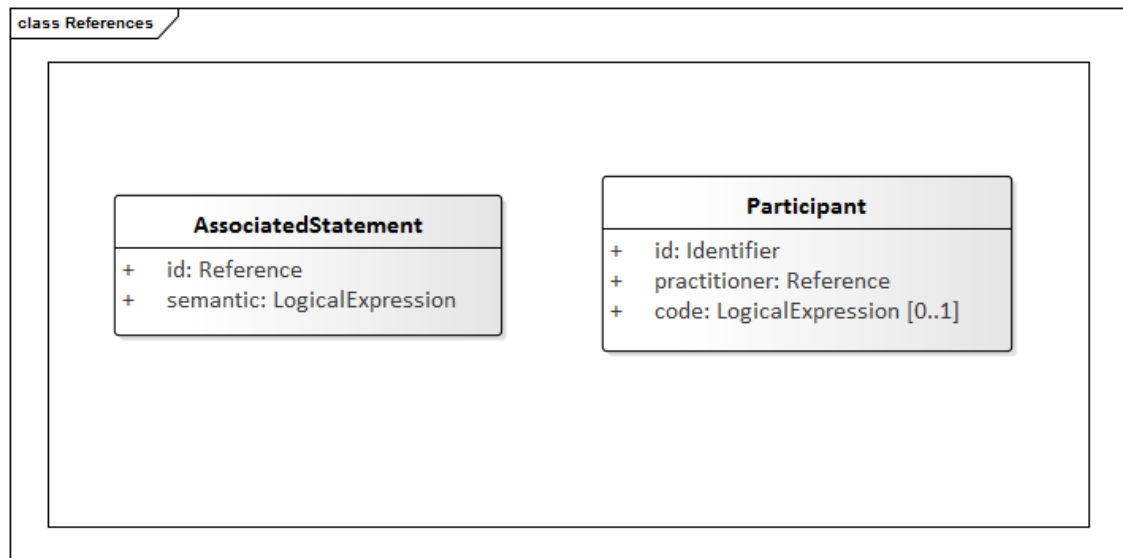 class References
AssociatedStatement
+ id: Reference
+ semantic: LogicalExpression
Participant
+ id: Identifier
+ practitioner: Reference
+ code: LogicalExpression [0..1]